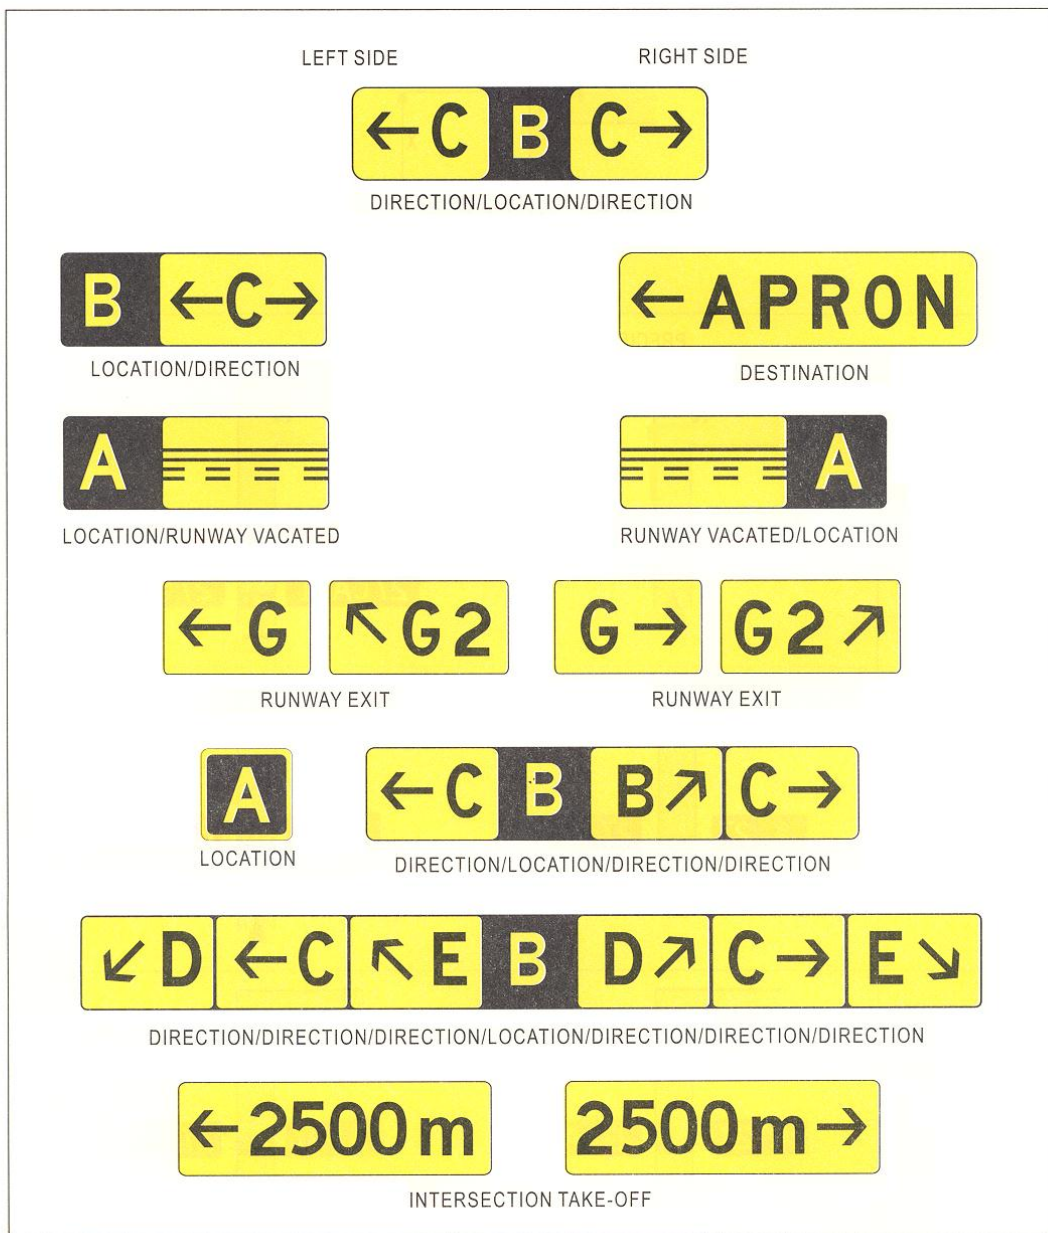 LEFT SIDE RIGHT SIDE
←C B C→
DIRECTION/LOCATION/DIRECTION
B ←C→ ←APRON
LOCATION/DIRECTION DESTINATION
A A
LOCATION/RUNWAY VACATED RUNWAY VACATED/LOCATION
←G ↖G2 G→ G2↗
RUNWAY EXIT RUNWAY EXIT
A ←C B B↗ C→
LOCATION DIRECTION/LOCATION/DIRECTION/DIRECTION
↙D ←C ↖E B D↗ C→ E↘
DIRECTION/DIRECTION/DIRECTION/LOCATION/DIRECTION/DIRECTION/DIRECTION
←2500 m 2500 m→
INTERSECTION TAKE-OFF